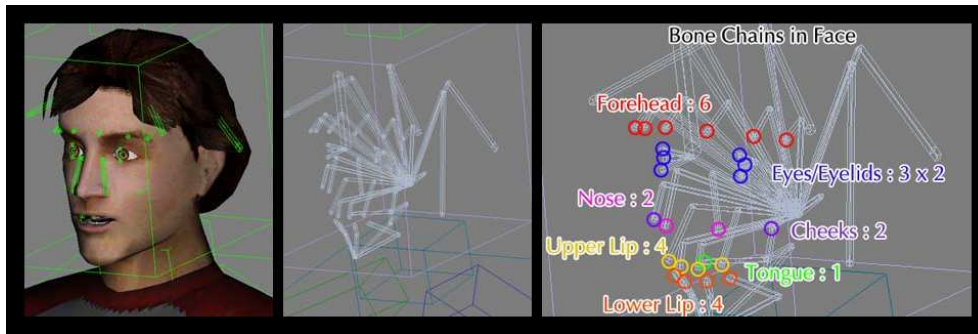 Bone Chains in Face
Forehead : 6
Eyes/Eyelids : 3 x 2
Nose : 2
Cheeks : 2
Upper Lip : 4
Tongue : 1
Lower Lip : 4